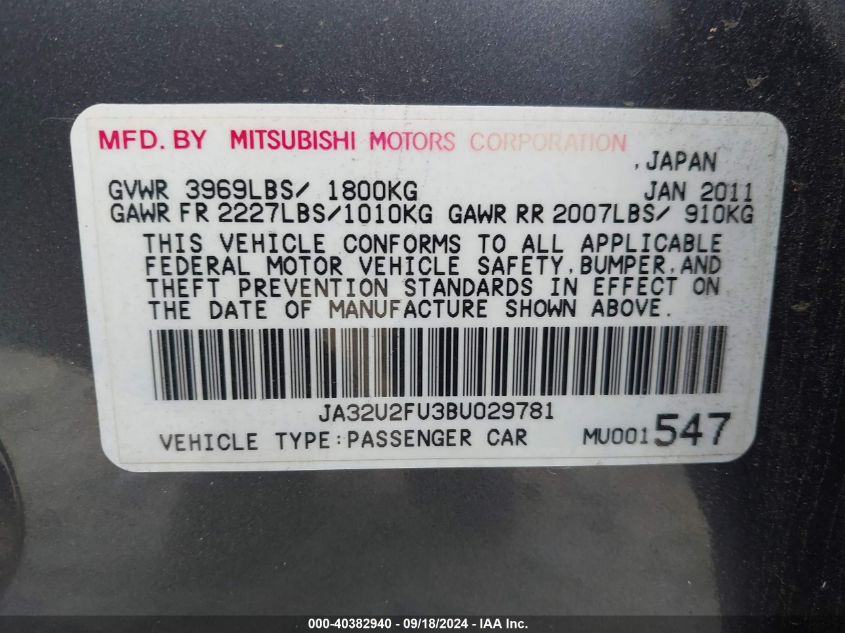 MFD. BY MITSUBISHI MOTORS CORPORATION
, JAPAN
GVWR 3969LBS/ 1800KG JAN 2011
GAWR FR 2227LBS/1010KG GAWR RR 2007LBS/ 910KG
THIS VEHICLE CONFORMS TO ALL APPLICABLE
FEDERAL MOTOR VEHICLE SAFETY, BUMPER, AND
THEFT PREVENTION STANDARDS IN EFFECT ON
THE DATE OF MANUFACTURE SHOWN ABOVE.
JA32U2FU3BU029781
VEHICLE TYPE:PASSENGER CAR MU001547
000-40382940 - 09/18/2024 - IAA Inc.